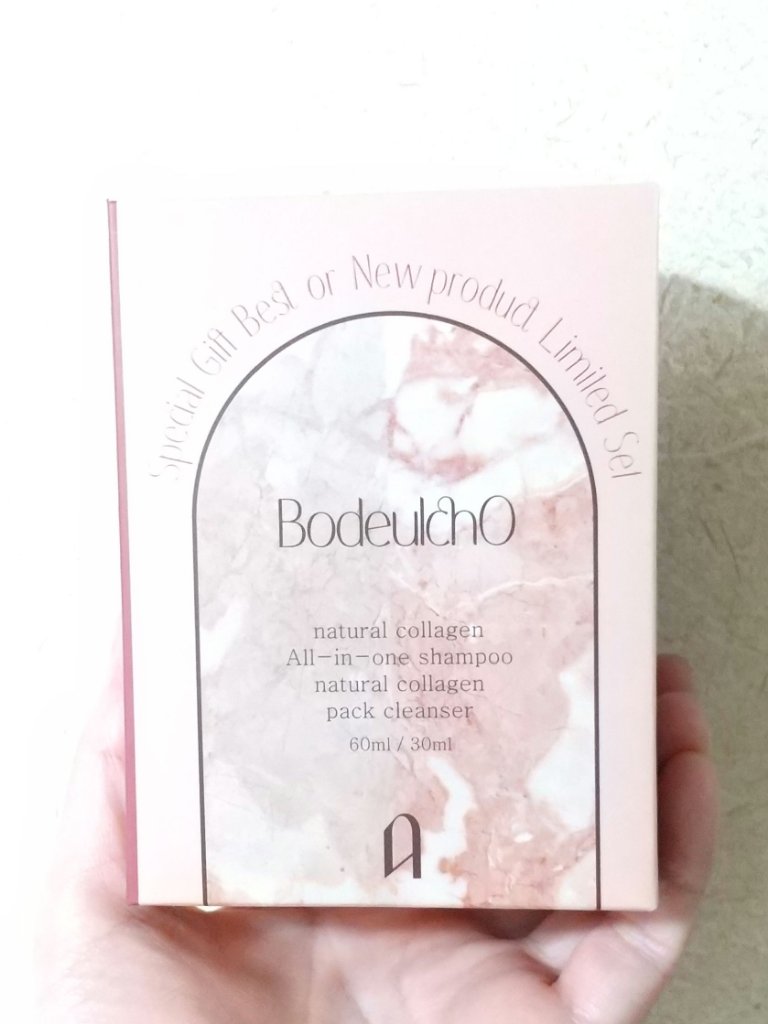 Special Gift Best or New product Limited Set
Bodeulcho
natural collagen
All-in-one shampoo
natural collagen
pack cleanser
60ml / 30ml